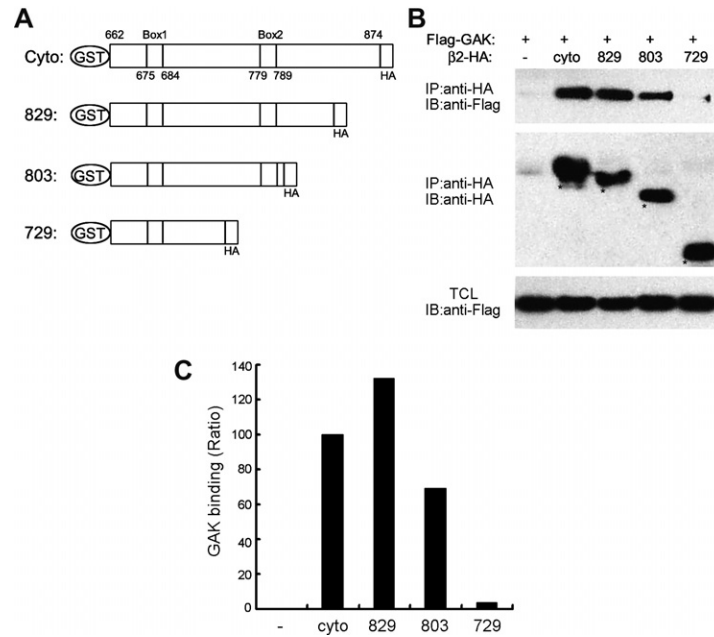 A
662 Box1 Box2 874
Cyto: GST
675 684 779 789 HA
829: GST
HA
803: GST
HA
729: GST
HA
B
Flag-GAK: + + + + +
β2-HA: - cyto 829 803 729
IP:anti-HA
IB:anti-Flag
IP:anti-HA
IB:anti-HA
* * * *
TCL
IB:anti-Flag
C
GAK binding (Ratio)
140
120
100
80
60
40
20
0
- cyto 829 803 729